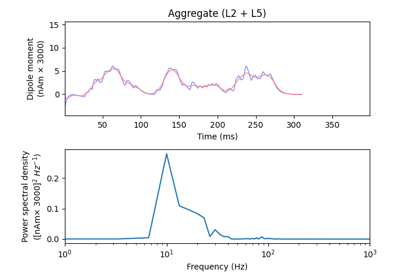 Aggregate (L2 + L5)
Dipole moment
(nAm × 3000)
15
10
5
0
50 100 150 200 250 300 350
Time (ms)
Power spectral density
([nAm× 3000]² Hz⁻¹)
0.2
0.1
0.0
10⁰ 10¹ 10² 10³
Frequency (Hz)